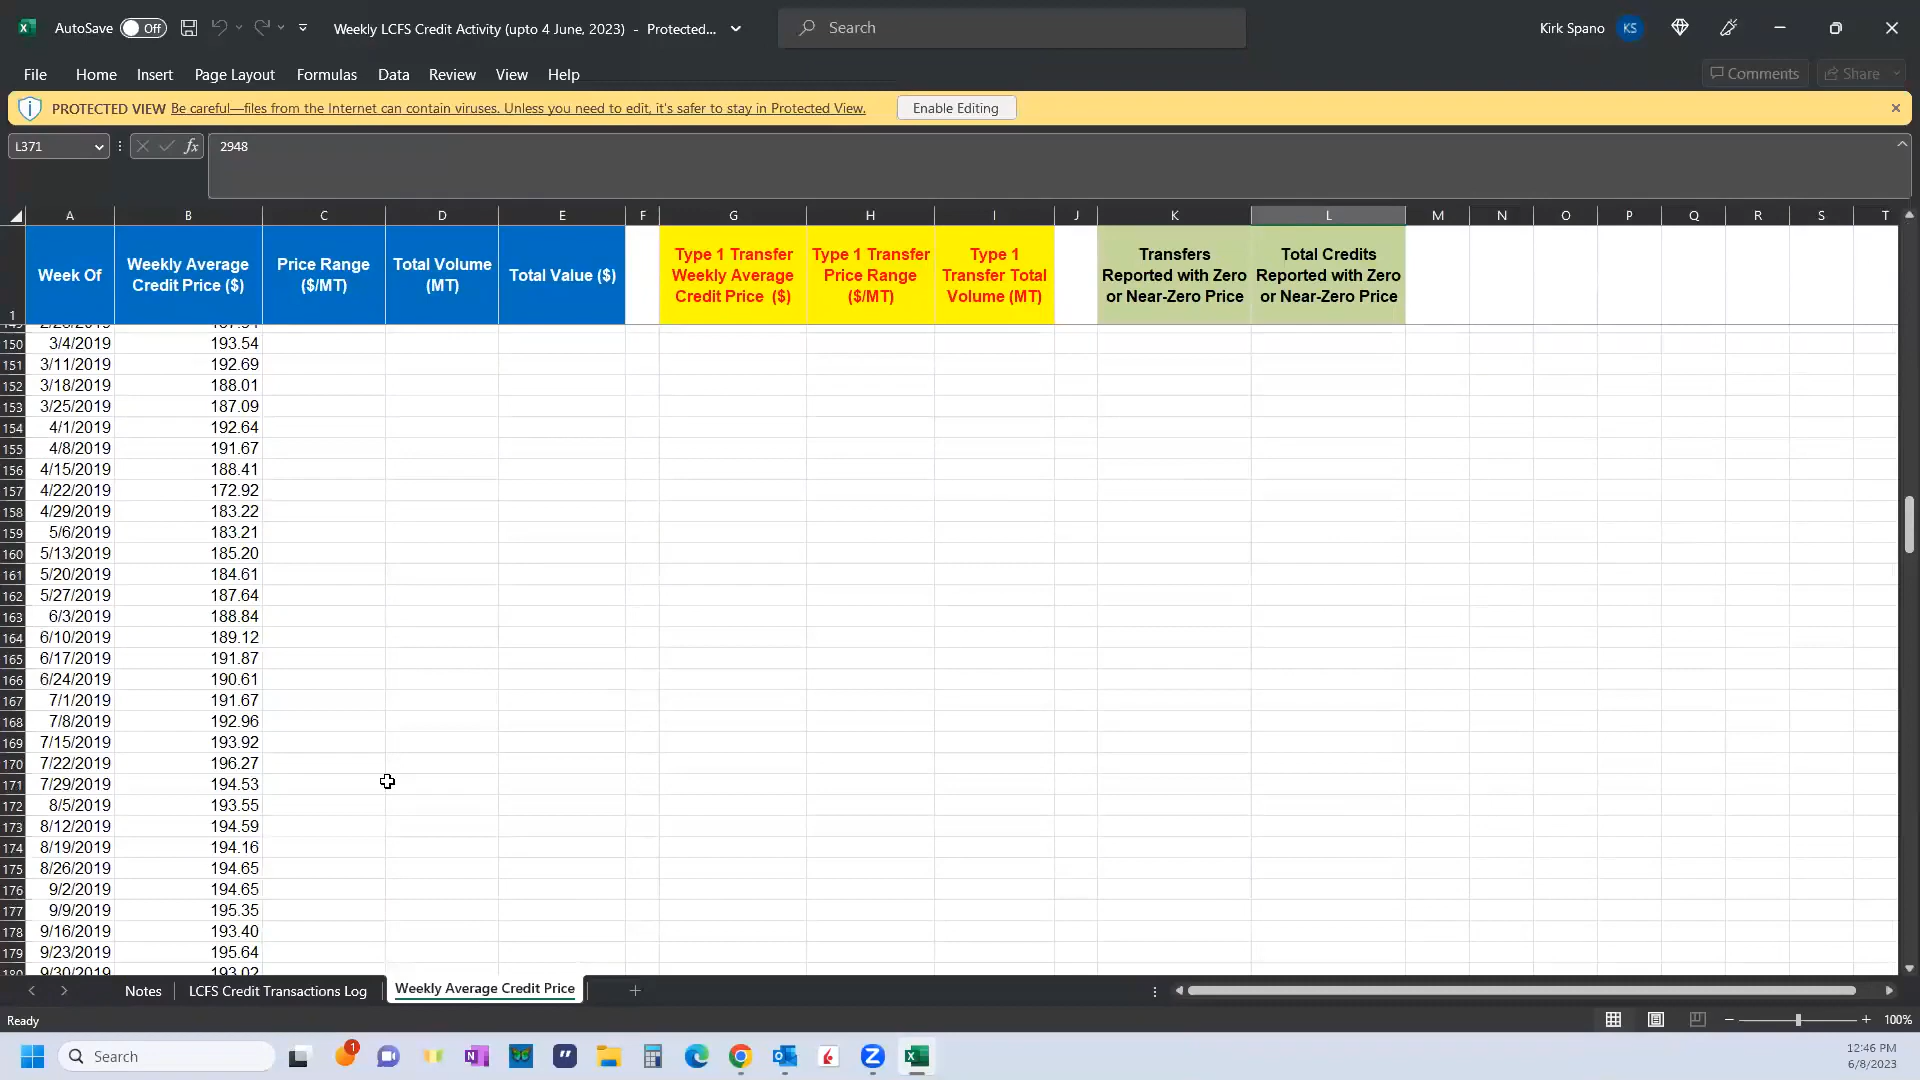 AutoSave Off Weekly LCFS Credit Activity (upto 4 June, 2023) - Protected... Search Kirk Spano KS
File Home Insert Page Layout Formulas Data Review View Help Comments Share
PROTECTED VIEW Be careful—files from the Internet can contain viruses. Unless you need to edit, it's safer to stay in Protected View. Enable Editing
L371 fx 2948
A B C D E F G H I J K L M N O P Q R S T
1 Week Of
Weekly Average
Credit Price ($)
Price Range
($/MT)
Total Volume
(MT)
Total Value ($)
Type 1 Transfer
Weekly Average
Credit Price ($)
Type 1 Transfer
Price Range
($/MT)
Type 1
Transfer Total
Volume (MT)
Transfers
Reported with Zero
or Near-Zero Price
Total Credits
Reported with Zero
or Near-Zero Price
150 3/4/2019 193.54
151 3/11/2019 192.69
152 3/18/2019 188.01
153 3/25/2019 187.09
154 4/1/2019 192.64
155 4/8/2019 191.67
156 4/15/2019 188.41
157 4/22/2019 172.92
158 4/29/2019 183.22
159 5/6/2019 183.21
160 5/13/2019 185.20
161 5/20/2019 184.61
162 5/27/2019 187.64
163 6/3/2019 188.84
164 6/10/2019 189.12
165 6/17/2019 191.87
166 6/24/2019 190.61
167 7/1/2019 191.67
168 7/8/2019 192.96
169 7/15/2019 193.92
170 7/22/2019 196.27
171 7/29/2019 194.53
172 8/5/2019 193.55
173 8/12/2019 194.59
174 8/19/2019 194.16
175 8/26/2019 194.65
176 9/2/2019 194.65
177 9/9/2019 195.35
178 9/16/2019 193.40
179 9/23/2019 195.64
180 9/30/2019 193.02
Notes LCFS Credit Transactions Log Weekly Average Credit Price
Ready 100%
Search 1 12:46 PM
6/8/2023